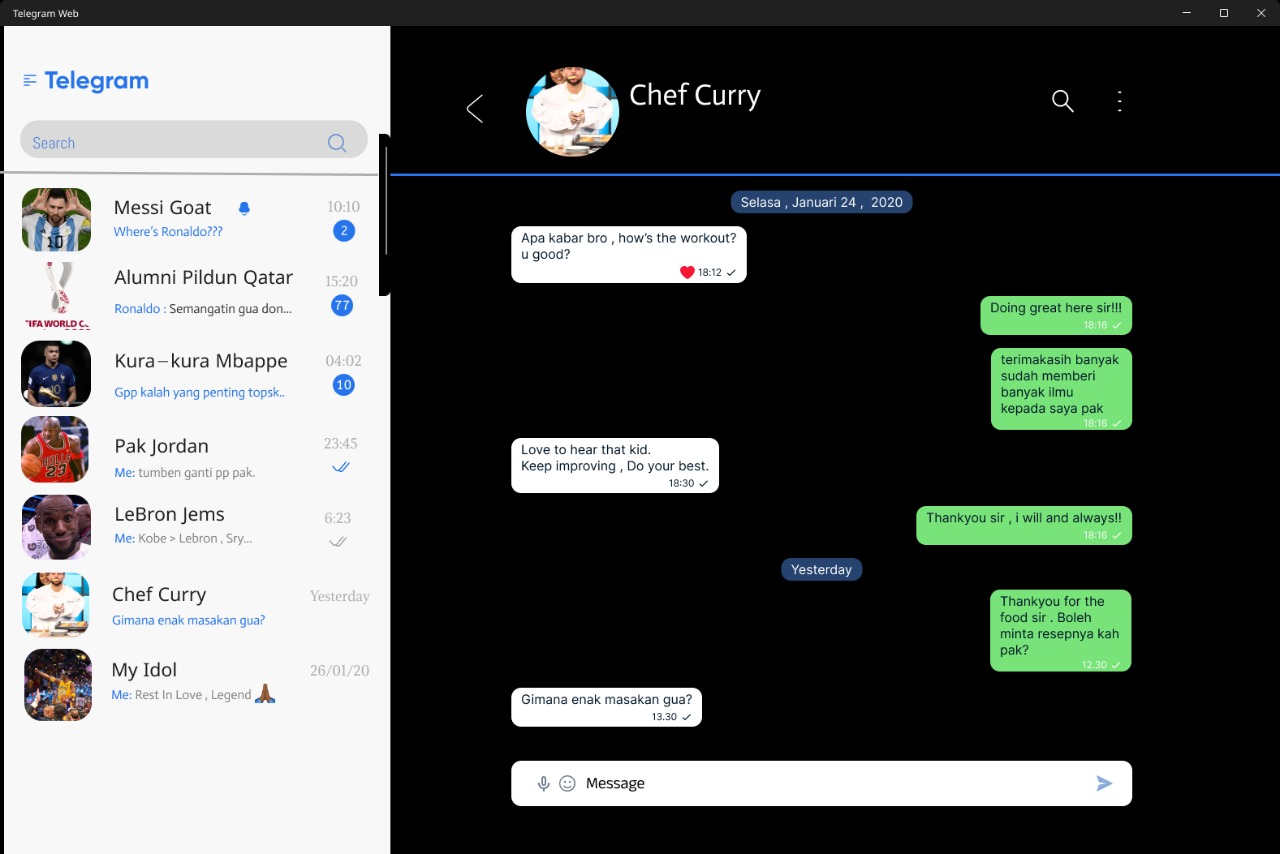 Telegram Web
Telegram
Search
Messi Goat
10:10
Where's Ronaldo???
2
Alumni Pildun Qatar
15:20
Ronaldo : Semangatin gua don...
77
Kura-kura Mbappe
04:02
Gpp kalah yang penting topsk..
10
Pak Jordan
23:45
Me: tumben ganti pp pak.
LeBron Jems
6:23
Me: Kobe > Lebron , Sry...
Chef Curry
Yesterday
Gimana enak masakan gua?
My Idol
26/01/20
Me: Rest In Love , Legend 🙏🏾
Chef Curry
Selasa , Januari 24 , 2020
Apa kabar bro , how's the workout?
u good?
❤️ 18:12 ✓
Doing great here sir!!!
18:16 ✓
terimakasih banyak
sudah memberi
banyak ilmu
kepada saya pak
18:16 ✓
Love to hear that kid.
Keep improving , Do your best.
18:30 ✓
Thankyou sir , i will and always!!
18:16 ✓
Yesterday
Thankyou for the
food sir . Boleh
minta resepnya kah
pak?
12.30 ✓
Gimana enak masakan gua?
13.30 ✓
Message